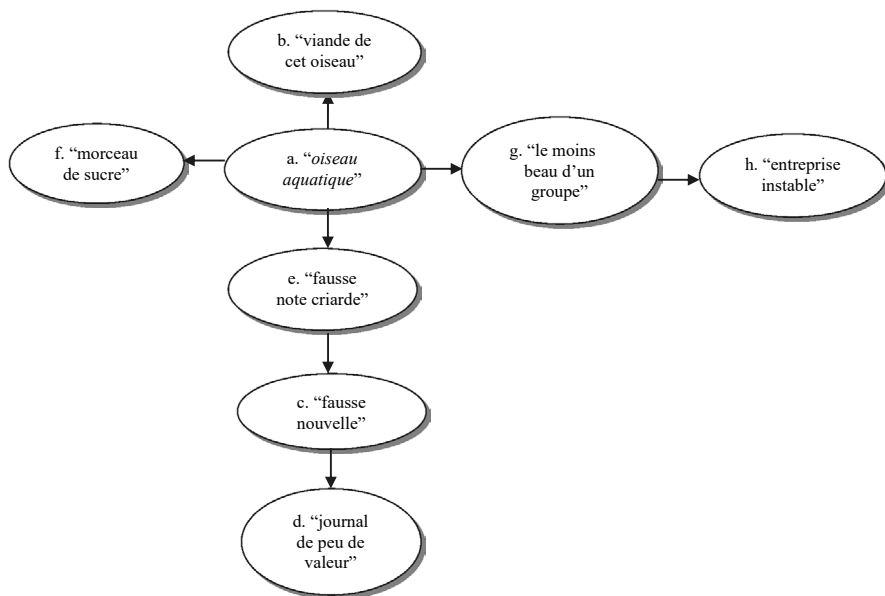 b. “viande de
cet oiseau”
f. “morceau
de sucre”
a. “oiseau
aquatique”
g. “le moins
beau d’un
groupe”
h. “entreprise
instable”
e. “fausse
note criarde”
c. “fausse
nouvelle”
d. “journal
de peu de
valeur”